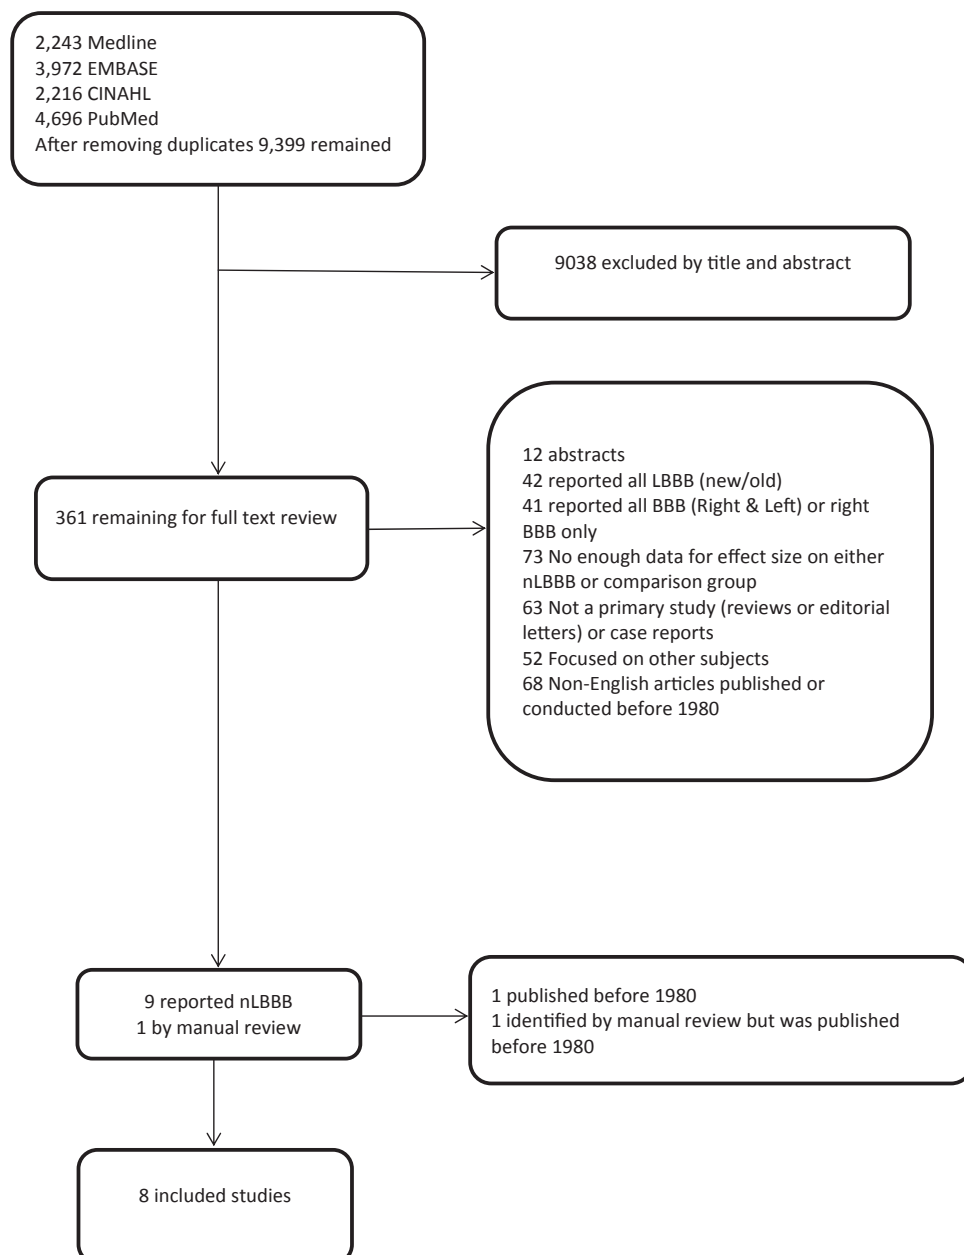 2,243 Medline
3,972 EMBASE
2,216 CINAHL
4,696 PubMed
After removing duplicates 9,399 remained
9038 excluded by title and abstract
361 remaining for full text review
12 abstracts
42 reported all LBBB (new/old)
41 reported all BBB (Right & Left) or right
BBB only
73 No enough data for effect size on either
nLBBB or comparison group
63 Not a primary study (reviews or editorial
letters) or case reports
52 Focused on other subjects
68 Non-English articles published or
conducted before 1980
9 reported nLBBB
1 by manual review
1 published before 1980
1 identified by manual review but was published
before 1980
8 included studies